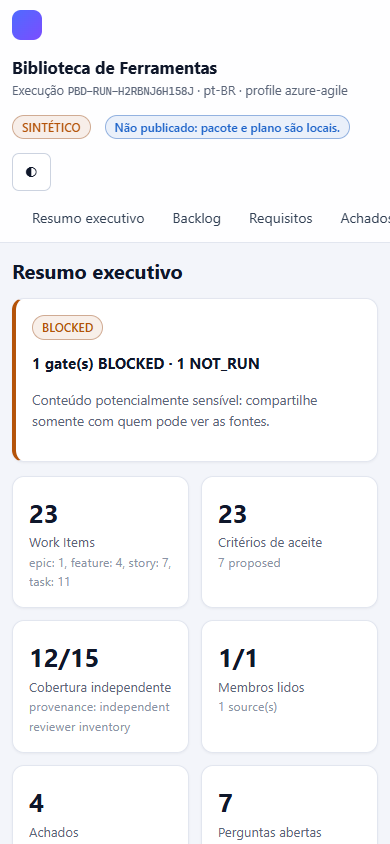 Biblioteca de Ferramentas
Execução PBD-RUN-H2RBNJ6H158J · pt-BR · profile azure-agile
SINTÉTICO
Não publicado: pacote e plano são locais.
Resumo executivo
Backlog
Requisitos
Achados
Resumo executivo
BLOCKED
1 gate(s) BLOCKED · 1 NOT_RUN
Conteúdo potencialmente sensível: compartilhe
somente com quem pode ver as fontes.
23
Work Items
epic: 1, feature: 4, story: 7,
task: 11
23
Critérios de aceite
7 proposed
12/15
Cobertura independente
provenance: independent
reviewer inventory
1/1
Membros lidos
1 source(s)
4
Achados
7
Perguntas abertas